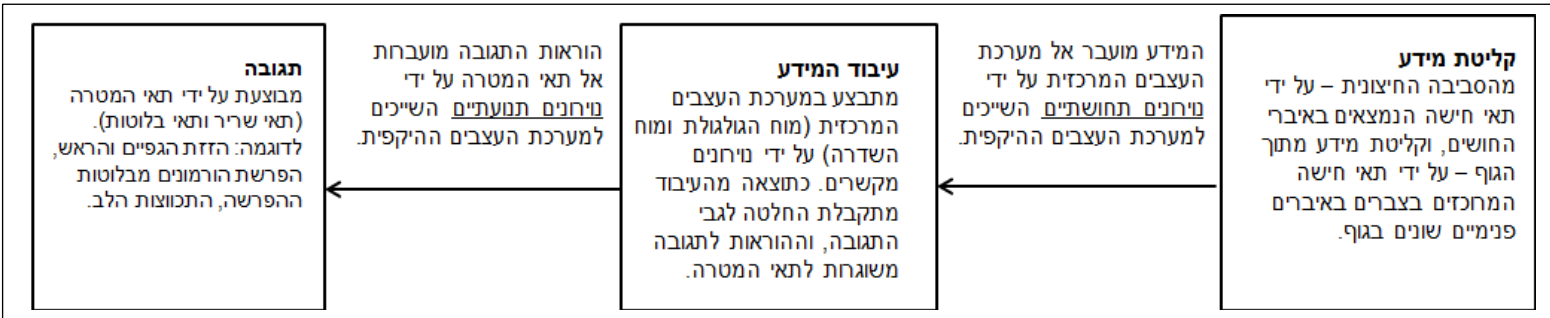 קליטת מידע
מהסביבה החיצונית – על ידי
תאי חישה הנמצאים באיברי
החושים, וקליטת מידע מתוך
הגוף – על ידי תאי חישה
המרוכזים בצברים באיברים
פנימיים שונים בגוף.
המידע מועבר אל מערכת
העצבים המרכזית על ידי
נוירונים תחושתיים השייכים
למערכת העצבים ההיקפית.
עיבוד המידע
מתבצע במערכת העצבים
המרכזית (מוח הגולגולת ומוח
השדרה) על ידי נוירונים
מקשרים. כתוצאה מהעיבוד
מתקבלת החלטה לגבי
התגובה, וההוראות לתגובה
משוגרות לתאי המטרה.
הוראות התגובה מועברות
אל תאי המטרה על ידי
נוירונים תנועתיים השייכים
למערכת העצבים ההיקפית.
תגובה
מבוצעת על ידי תאי המטרה
(תאי שריר ותאי בלוטות).
לדוגמה: הזזת הגפיים והראש,
הפרשת הורמונים מבלוטות
ההפרשה, התכווצות הלב.